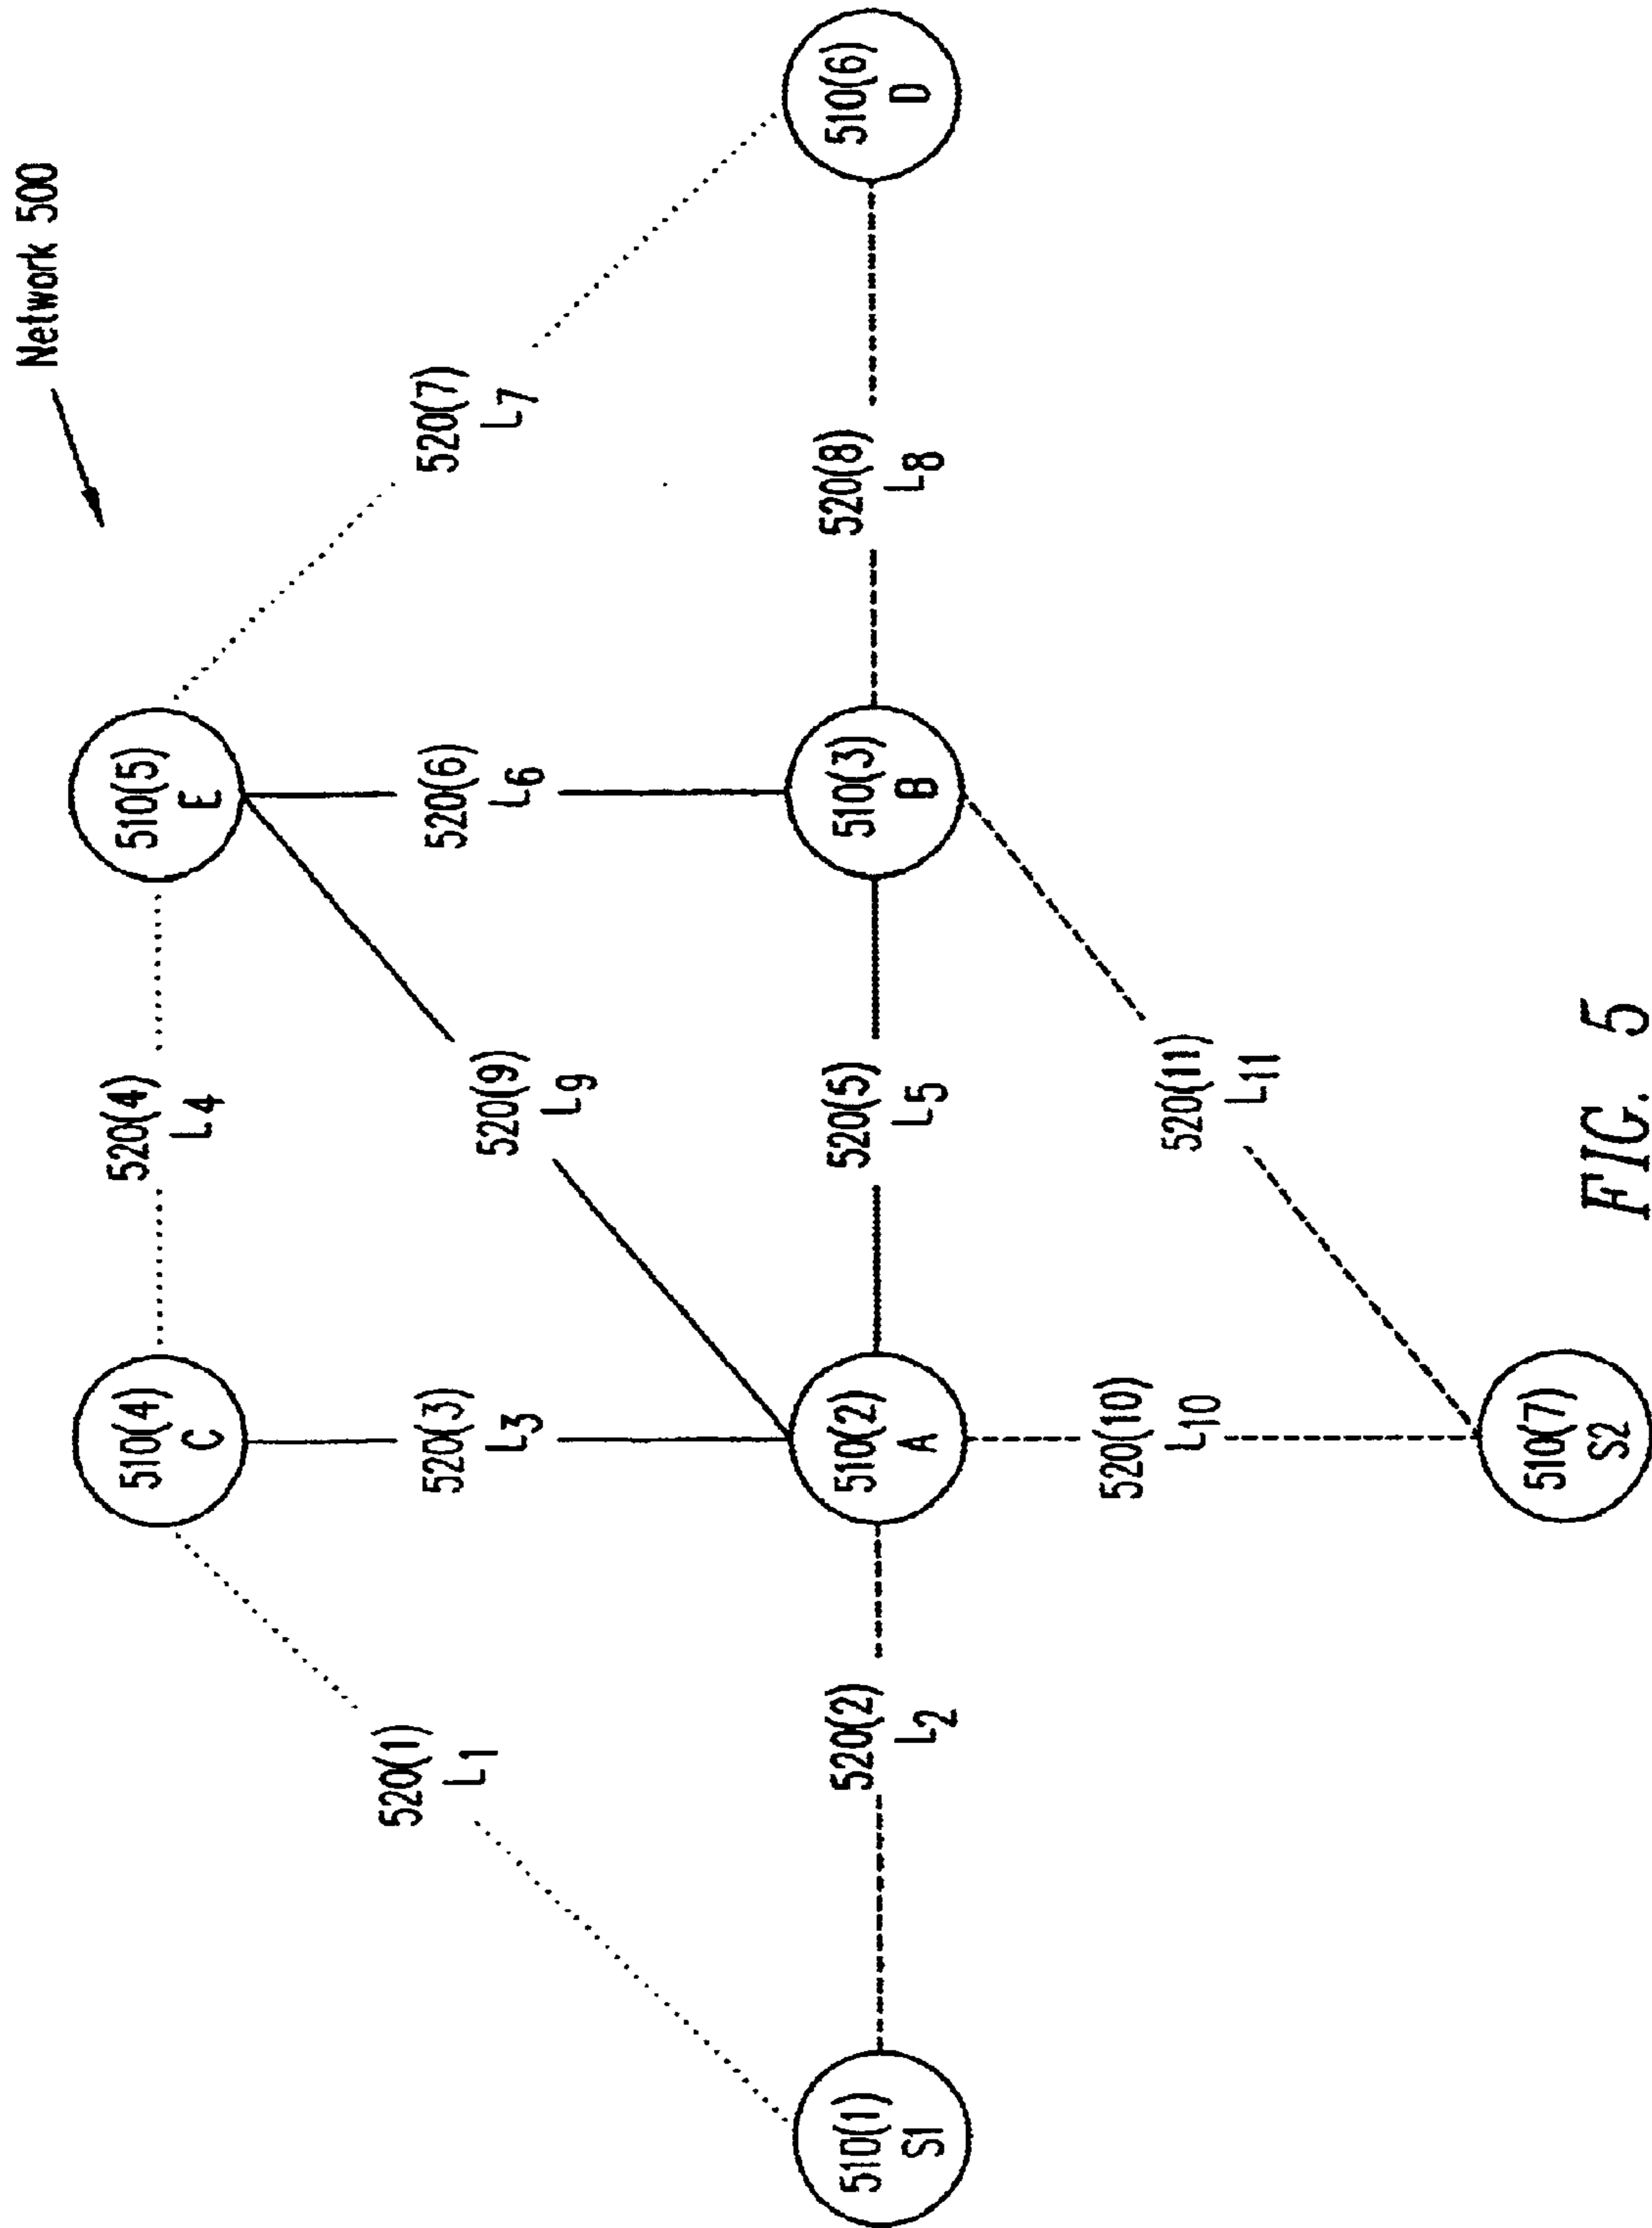 Network 500
510(4)
C
520(4)
L4
510(5)
E
520(1)
L1
520(3)
L3
520(9)
L9
520(6)
L6
520(7)
L7
510(1)
S1
520(2)
L2
510(2)
A
520(5)
L5
510(3)
B
520(8)
L8
510(6)
D
520(10)
L10
520(11)
L11
510(7)
S2
FIG. 5